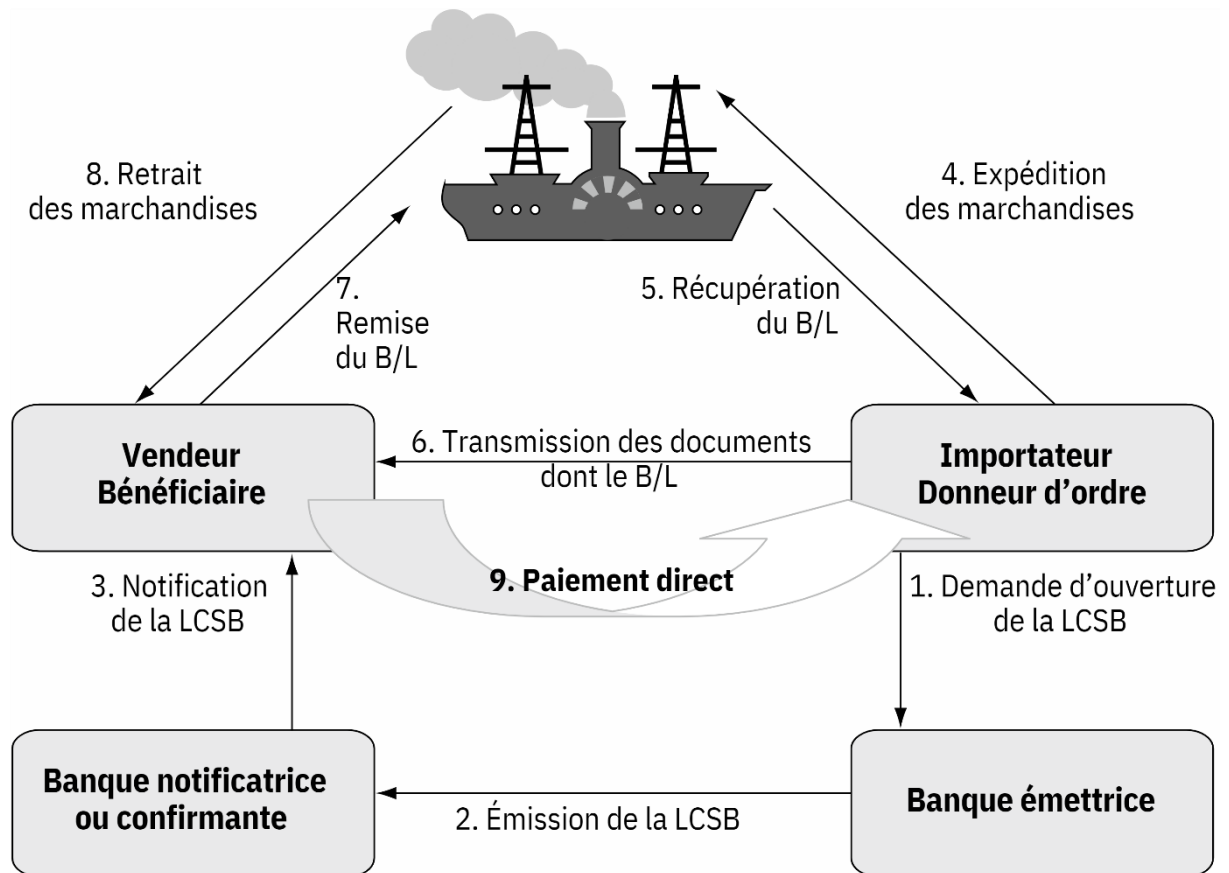 8. Retrait
des marchandises
4. Expédition
des marchandises
7.
Remise
du B/L
5. Récupération
du B/L
Vendeur
Bénéficiaire
6. Transmission des documents
dont le B/L
Importateur
Donneur d’ordre
9. Paiement direct
3. Notification
de la LCSB
1. Demande d’ouverture
de la LCSB
Banque notificatrice
ou confirmante
2. Émission de la LCSB
Banque émettrice